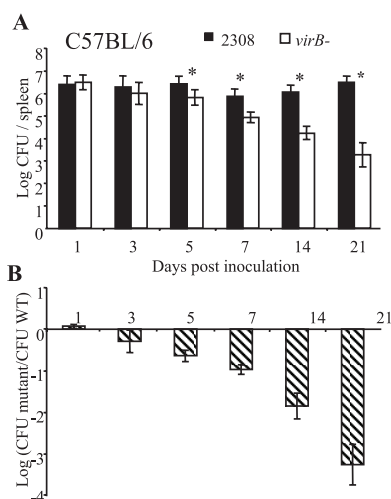 A
C57BL/6
2308
virB-
Log CFU / spleen
8
7
6
5
4
3
2
1
0
* * * *
1 3 5 7 14 21
Days post inoculation
B
Log (CFU mutant/CFU WT)
1
0
-1
-2
-3
-4
1 3 5 7 14 21